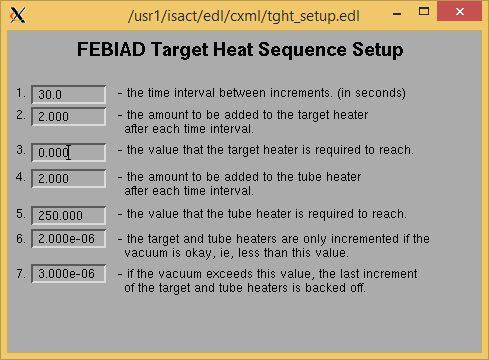 /usr1/isact/edl/cxml/tght_setup.edl
FEBIAD Target Heat Sequence Setup
1. 30.0 - the time interval between increments. (in seconds)
2. 2.000 - the amount to be added to the target heater
after each time interval.
3. 0.000 - the value that the target heater is required to reach.
4. 2.000 - the amount to be added to the tube heater
after each time interval.
5. 250.000 - the value that the tube heater is required to reach.
6. 2.000e-06 - the target and tube heaters are only incremented if the
vacuum is okay, ie, less than this value.
7. 3.000e-06 - if the vacuum exceeds this value, the last increment
of the target and tube heaters is backed off.